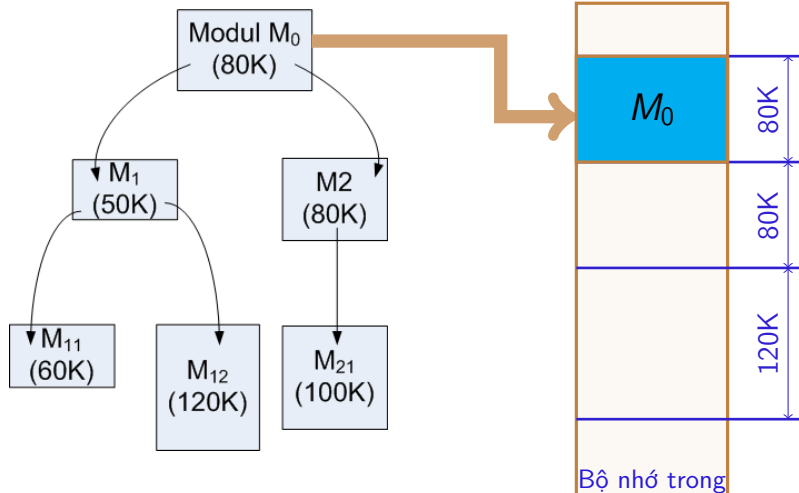 Modul M₀
(80K)
M₁
(50K)
M2
(80K)
M₁₁
(60K)
M₁₂
(120K)
M₂₁
(100K)
M₀
80K
80K
120K
Bộ nhớ trong